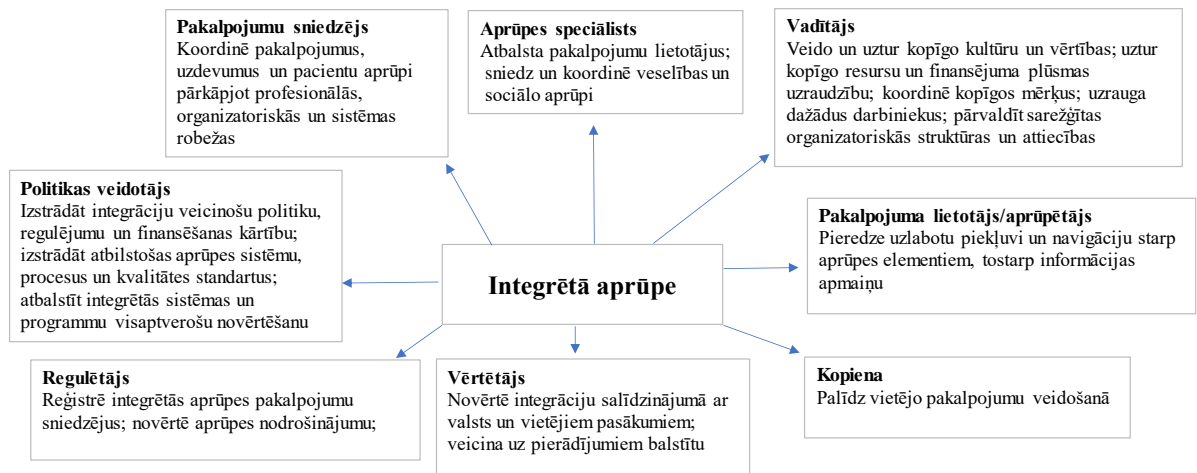 Pakalpojumu sniedzējs
Koordinē pakalpojumus,
uzdevumus un pacientu aprūpi
pārkāpjot profesionālās,
organizatoriskās un sistēmas
robežas
Aprūpes speciālists
Atbalsta pakalpojumu lietotājus;
sniedz un koordinē veselības un
sociālo aprūpi
Vadītājs
Veido un uztur kopīgo kultūru un vērtības; uztur
kopīgo resursu un finansējuma plūsmas
uzraudzību; koordinē kopīgos mērķus; uzrauga
dažādus darbiniekus; pārvaldīt sarežģītas
organizatoriskās struktūras un attiecības
Politikas veidotājs
Izstrādāt integrāciju veicinošu politiku,
regulējumu un finansēšanas kārtību;
izstrādāt atbilstošas aprūpes sistēmu,
procesus un kvalitātes standartus;
atbalstīt integrētās sistēmas un
programmu visaptverošu novērtēšanu
Integrētā aprūpe
Pakalpojuma lietotājs/aprūpētājs
Pieredze uzlabotu piekļuvi un navigāciju starp
aprūpes elementiem, tostarp informācijas
apmaiņu
Regulētājs
Reģistrē integrētās aprūpes pakalpojumu
sniedzējus; novērtē aprūpes nodrošinājumu;
Vērtētājs
Novērtē integrāciju salīdzinājumā ar
valsts un vietējiem pasākumiem;
veicina uz pierādījumiem balstītu
Kopiena
Palīdz vietējo pakalpojumu veidošanā